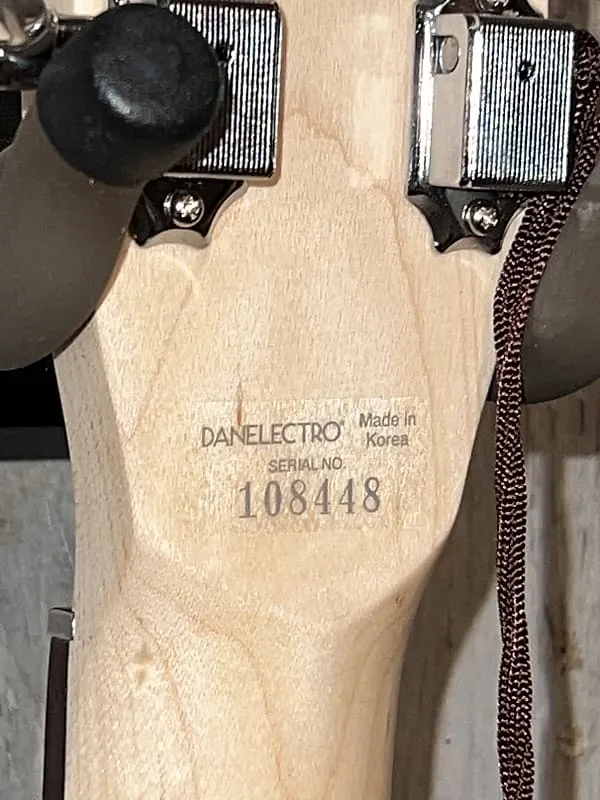 DANELECTRO® Made in
Korea
SERIAL NO.
108448